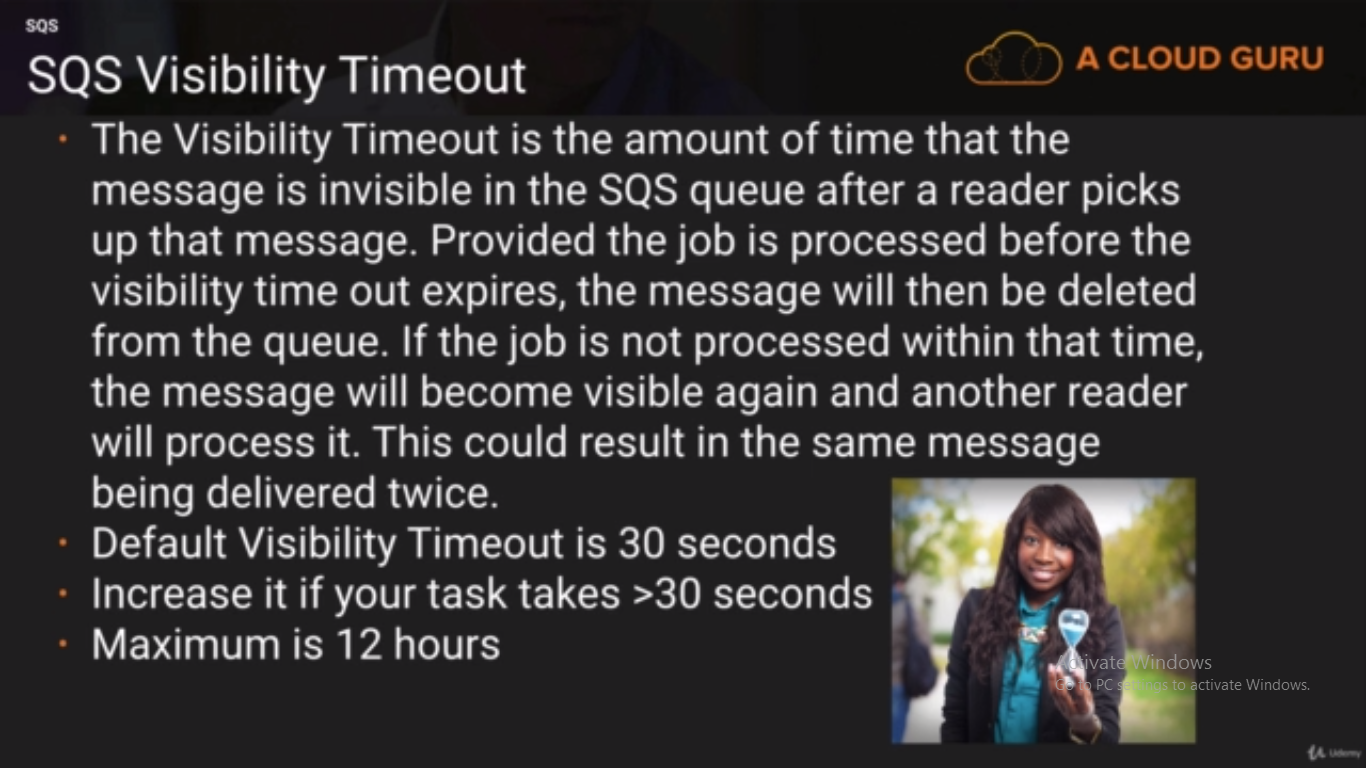 SQS
SQS Visibility Timeout
A CLOUD GURU
• The Visibility Timeout is the amount of time that the
message is invisible in the SQS queue after a reader picks
up that message. Provided the job is processed before the
visibility time out expires, the message will then be deleted
from the queue. If the job is not processed within that time,
the message will become visible again and another reader
will process it. This could result in the same message
being delivered twice.
• Default Visibility Timeout is 30 seconds
• Increase it if your task takes >30 seconds
• Maximum is 12 hours
Activate Windows
Go to PC settings to activate Windows.
Udemy